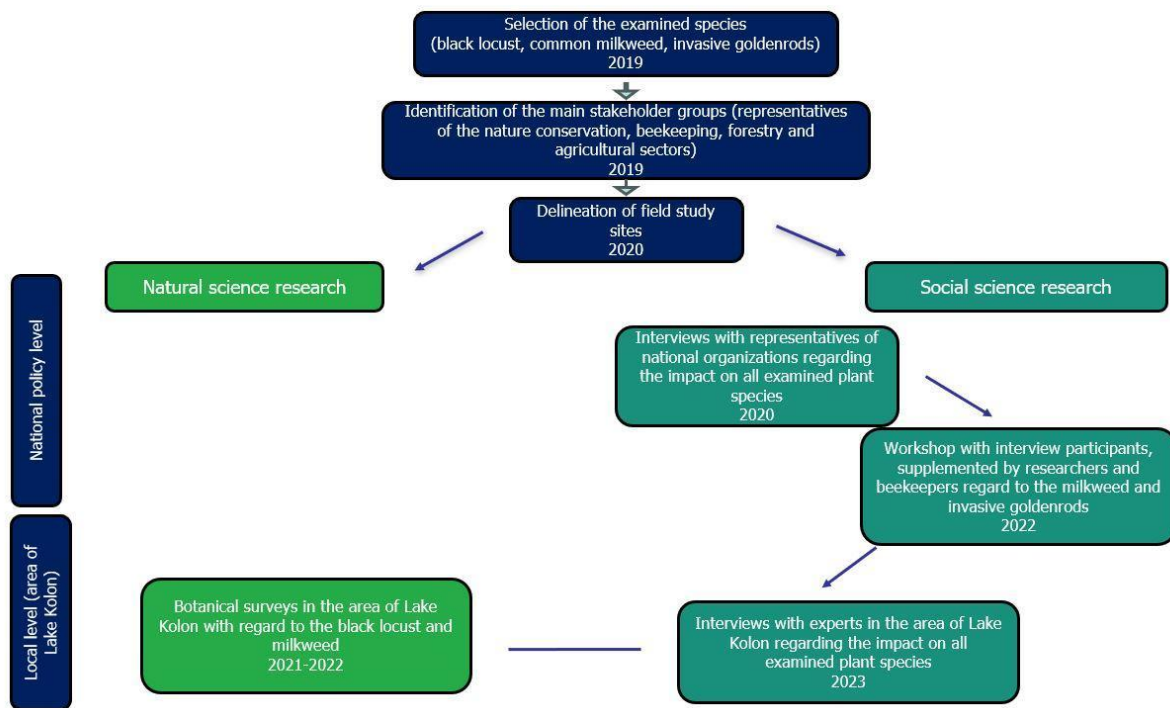 Selection of the examined species
(black locust, common milkweed, invasive goldenrods)
2019
Identification of the main stakeholder groups (representatives
of the nature conservation, beekeeping, forestry and
agricultural sectors)
2019
Delineation of field study
sites
2020
Natural science research
Social science research
National policy level
Interviews with representatives of
national organizations regarding
the impact on all examined plant
species
2020
Workshop with interview participants,
supplemented by researchers and
beekeepers regard to the milkweed and
invasive goldenrods
2022
Local level (area of
Lake Kolon)
Botanical surveys in the area of Lake
Kolon with regard to the black locust and
milkweed
2021-2022
Interviews with experts in the area of Lake
Kolon regarding the impact on all
examined plant species
2023